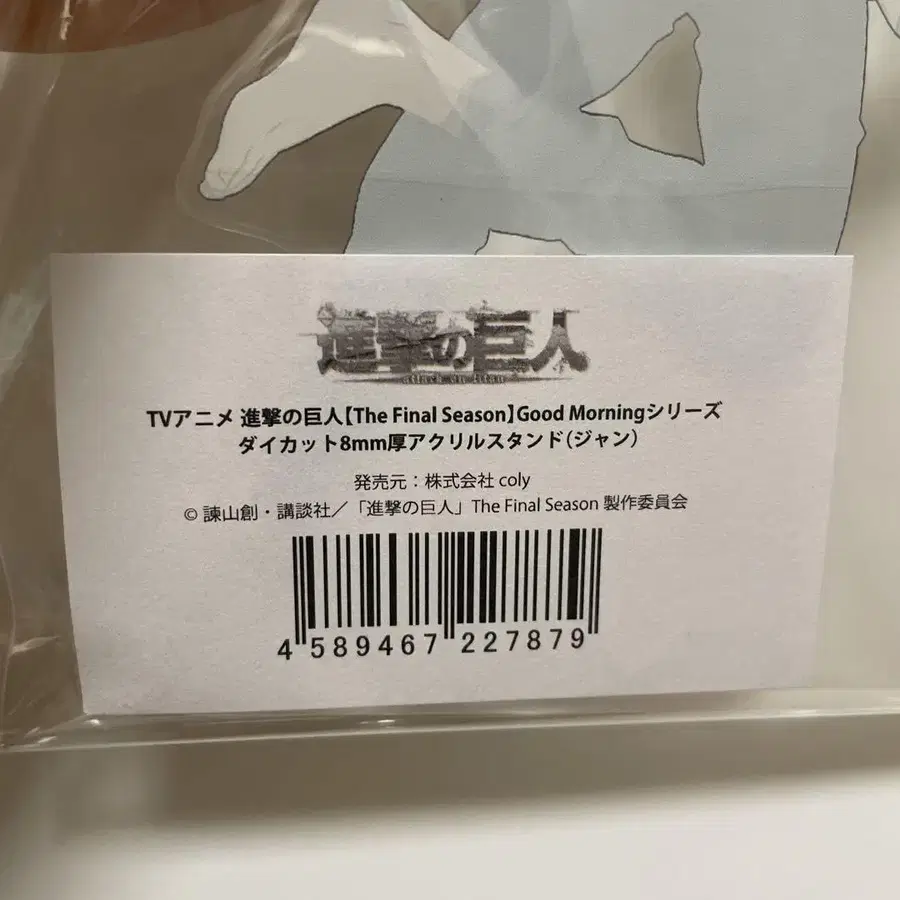 進撃の巨人
attack on titan
TVアニメ 進撃の巨人【The Final Season】Good Morningシリーズ
ダイカット8mm厚アクリルスタンド(ジャン)
発売元：株式会社 coly
© 諫山創・講談社／「進撃の巨人」The Final Season 製作委員会
4 589467 227879